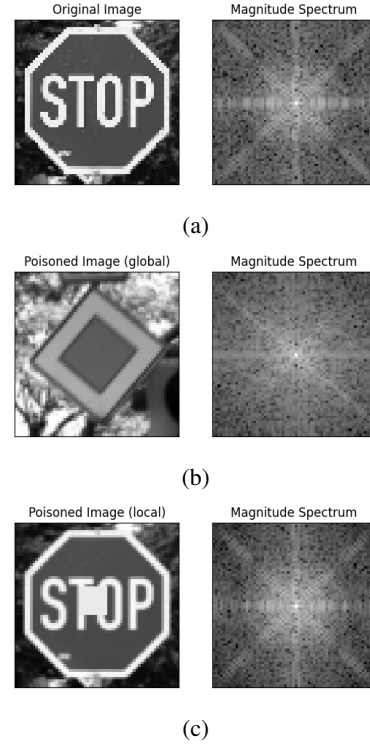 Original Image Magnitude Spectrum
STOP
(a)
Poisoned Image (global) Magnitude Spectrum
(b)
Poisoned Image (local) Magnitude Spectrum
STOP
(c)